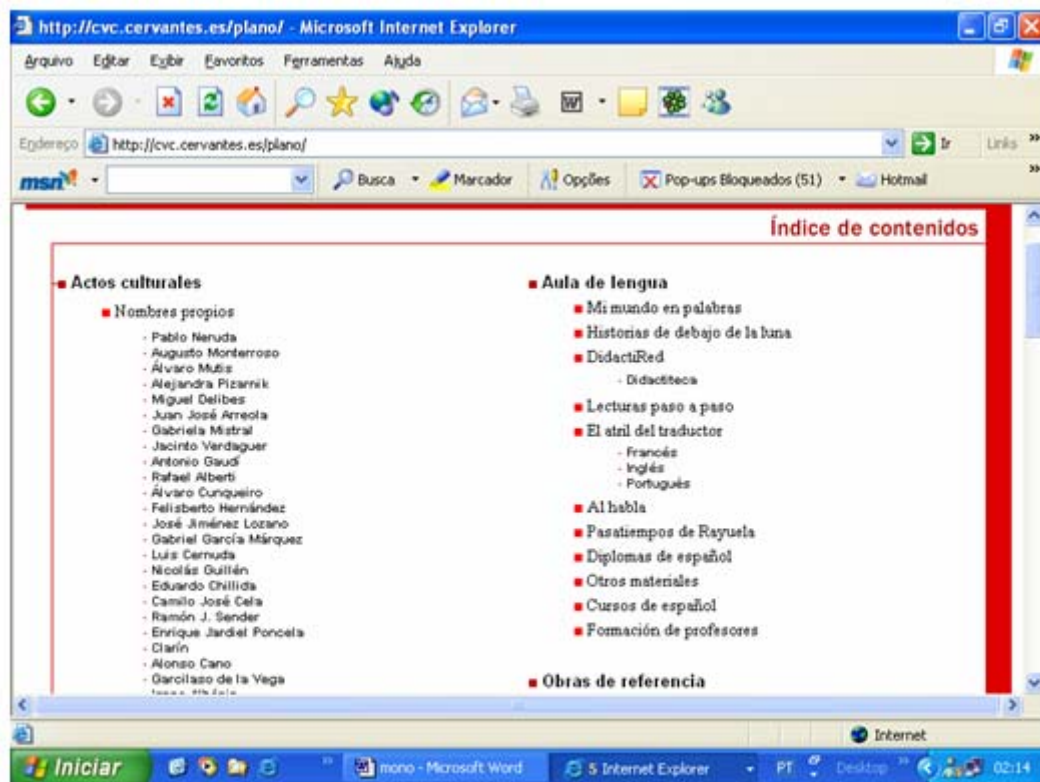 http://cvc.cervantes.es/plano/ - Microsoft Internet Explorer
Arquivo Editar Exibir Favoritos Ferramentas Ajuda
Endereço http://cvc.cervantes.es/plano/ Ir Links »
msn Busca Marcador Opções Pop-ups Bloqueados (51) Hotmail »
Índice de contenidos
Actos culturales
Nombres propios
- Pablo Neruda
- Augusto Monterroso
- Álvaro Mutis
- Alejandra Pizarnik
- Miguel Delibes
- Juan José Arreola
- Gabriela Mistral
- Jacinto Verdaguer
- Antonio Gaudí
- Rafael Alberti
- Álvaro Cunqueiro
- Felisberto Hernández
- José Jiménez Lozano
- Gabriel García Márquez
- Luis Cernuda
- Nicolás Guillén
- Eduardo Chillida
- Camilo José Cela
- Ramón J. Sender
- Enrique Jardiel Poncela
- Clarín
- Alonso Cano
- Garcilaso de la Vega
Aula de lengua
Mi mundo en palabras
Historias de debajo de la luna
DidactiRed
- Didactiteca
Lecturas paso a paso
El atril del traductor
- Francés
- Inglés
- Portugués
Al habla
Pasatiempos de Rayuela
Diplomas de español
Otros materiales
Cursos de español
Formación de profesores
Obras de referencia
Internet
Iniciar » mono - Microsoft Word 5 Internet Explorer PT Desktop » 02:14